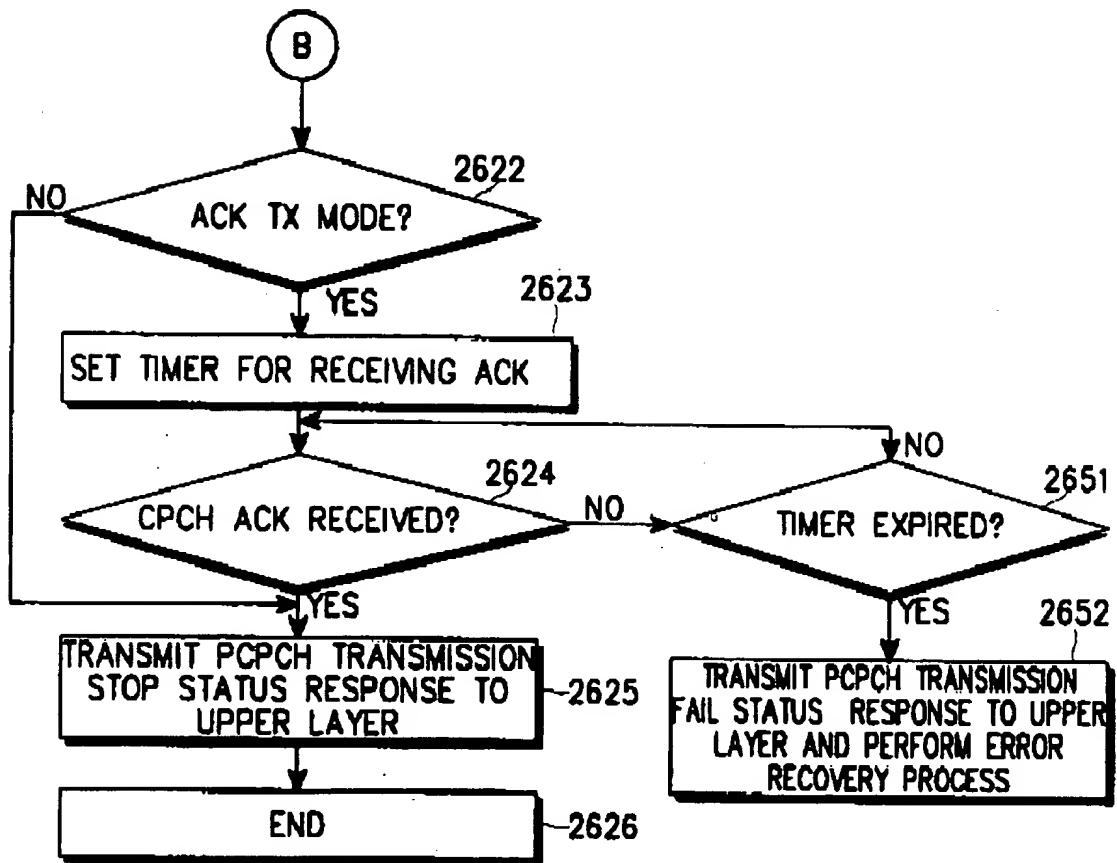 B
2622
NO
ACK TX MODE?
YES
2623
SET TIMER FOR RECEIVING ACK
NO
2624
2651
CPCH ACK RECEIVED?
NO
TIMER EXPIRED?
YES
YES
2652
TRANSMIT PCPCH TRANSMISSION
STOP STATUS RESPONSE TO
UPPER LAYER
2625
TRANSMIT PCPCH TRANSMISSION
FAIL STATUS RESPONSE TO UPPER
LAYER AND PERFORM ERROR
RECOVERY PROCESS
END
2626